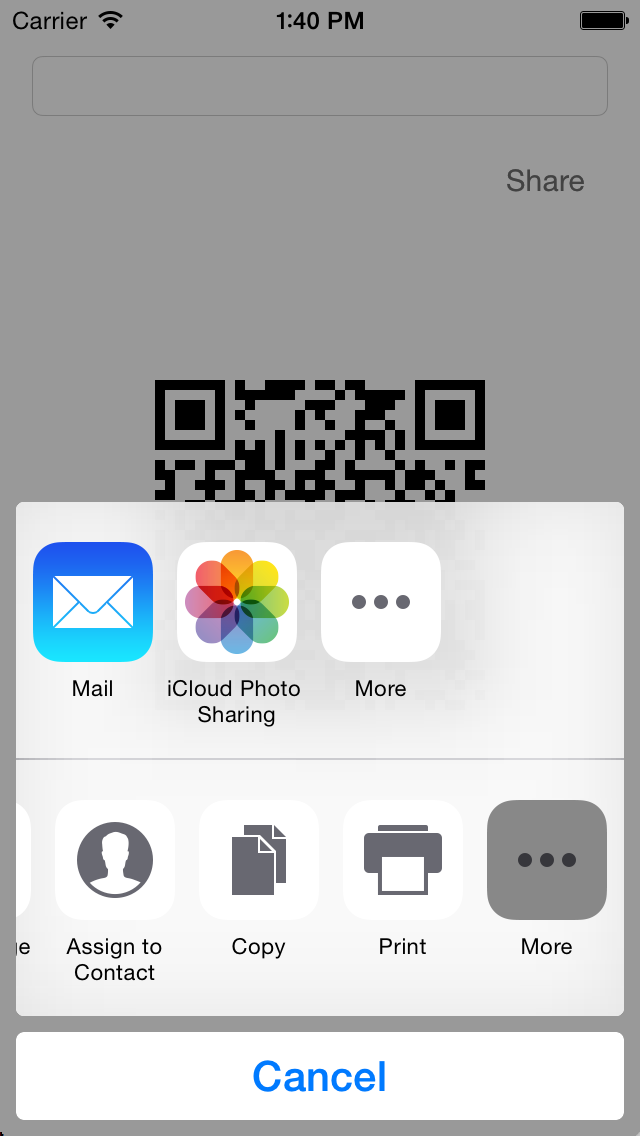 Carrier 1:40 PM
Share
Mail
iCloud Photo
Sharing
More
ge
Assign to
Contact
Copy
Print
More
Cancel